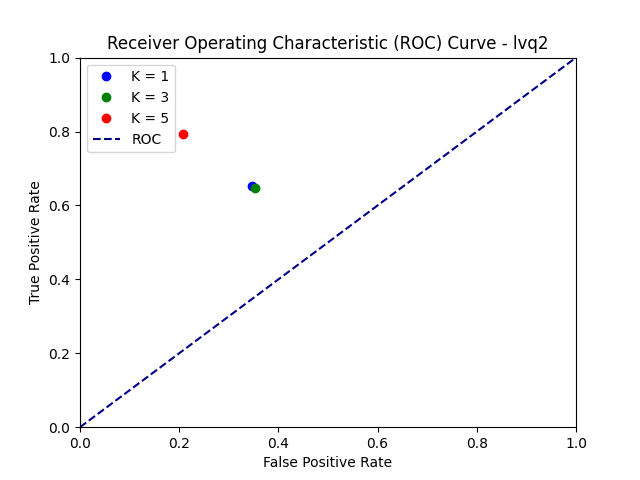 Receiver Operating Characteristic (ROC) Curve - lvq2
K = 1
K = 3
K = 5
ROC
1.0
0.8
0.6
0.4
0.2
0.0
True Positive Rate
0.0 0.2 0.4 0.6 0.8 1.0
False Positive Rate